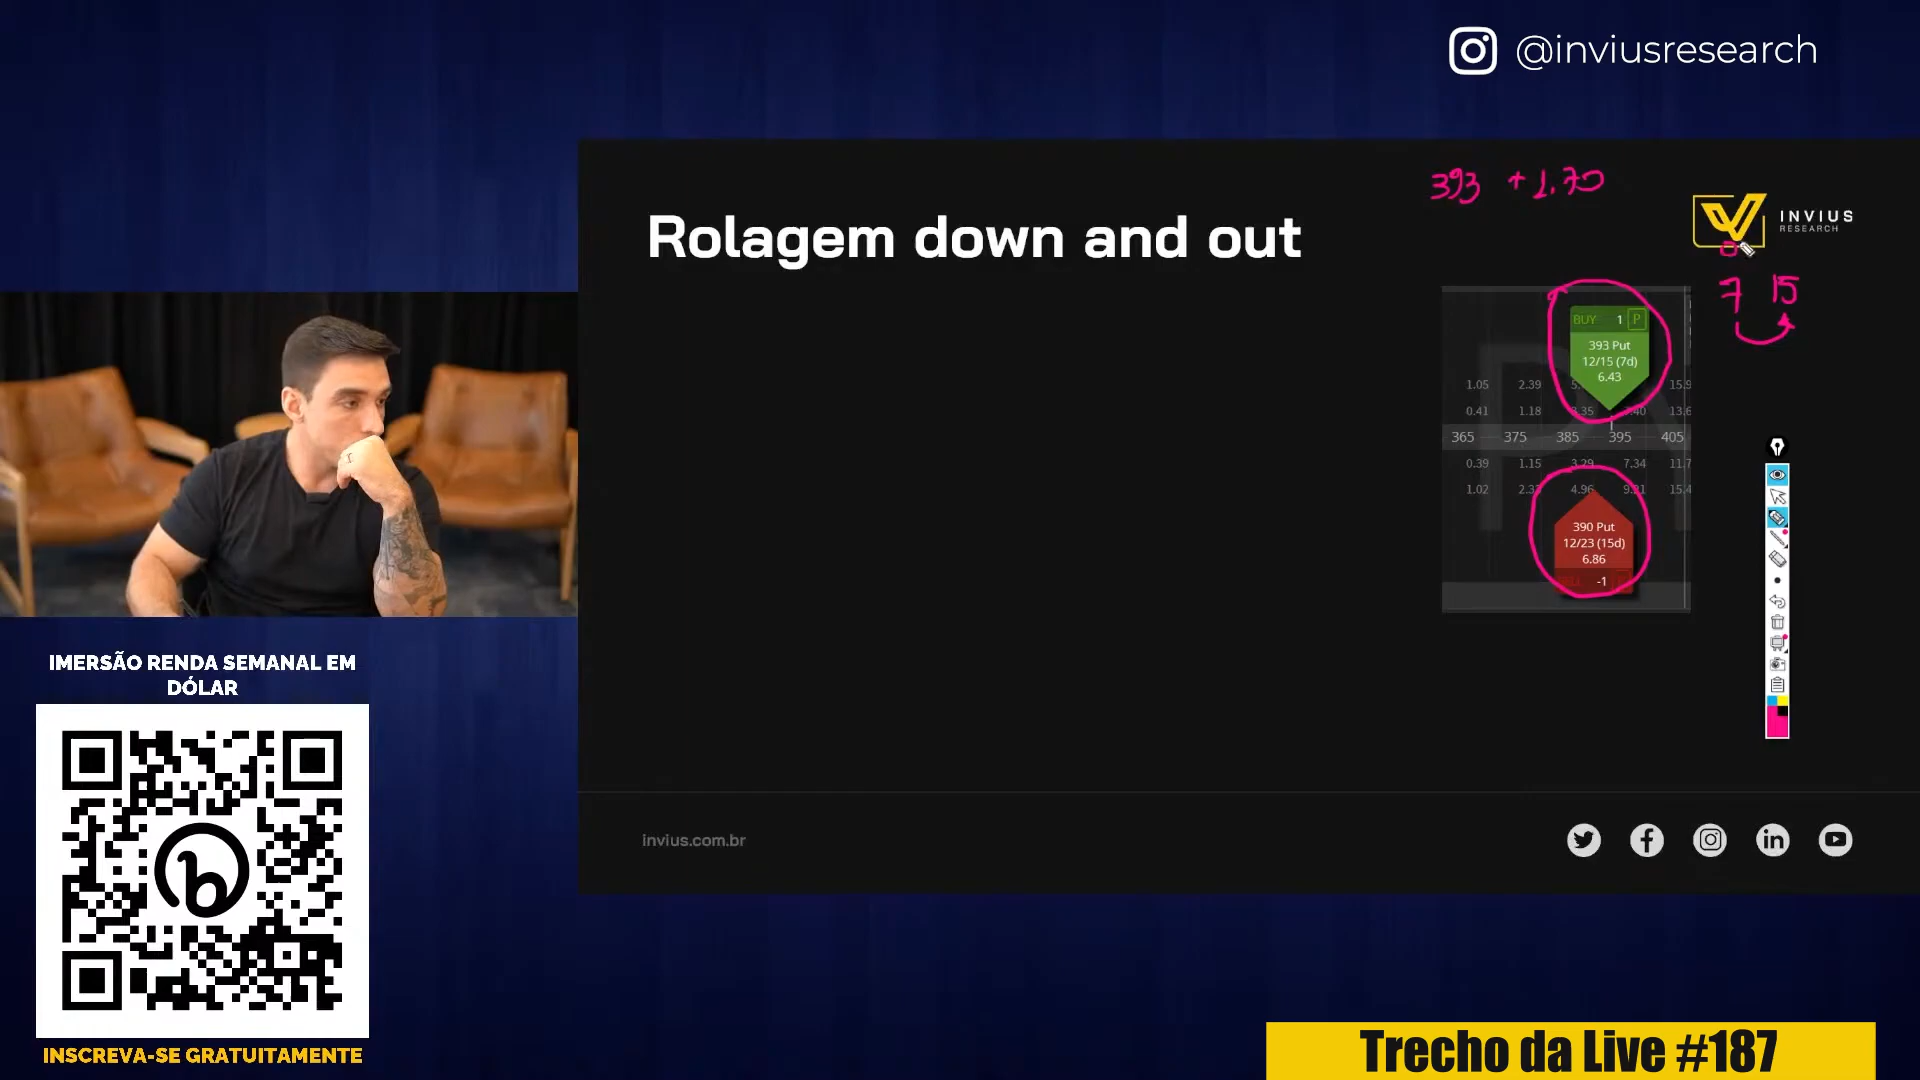 @inviusresearch
393 + 1.70
Rolagem down and out
INVIUS
RESEARCH
7 15
BUY 1 P
393 Put
12/15 (7d)
6.43
1.05 2.39
0.41 1.18
365 375 385 395 405
0.39 1.15 3.29 7.34
1.02 4.96
390 Put
12/23 (15d)
6.86
-1
IMERSÃO RENDA SEMANAL EM
DÓLAR
b
INSCREVA-SE GRATUITAMENTE
invius.com.br
Trecho da Live #187